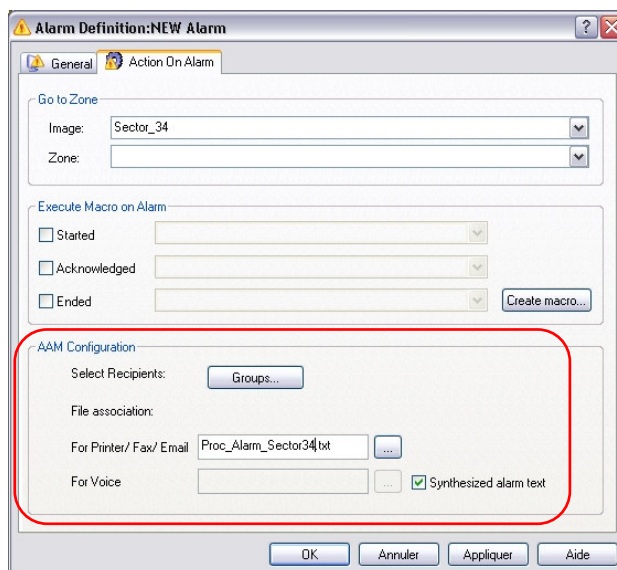 Alarm Definition:NEW Alarm
General
Action On Alarm
Go to Zone
Image: Sector_34
Zone:
Execute Macro on Alarm
Started
Acknowledged
Ended Create macro...
AAM Configuration
Select Recipients: Groups...
File association:
For Printer/ Fax/ Email Proc_Alarm_Sector34.txt ...
For Voice ... Synthesized alarm text
OK Annuler Appliquer Aide